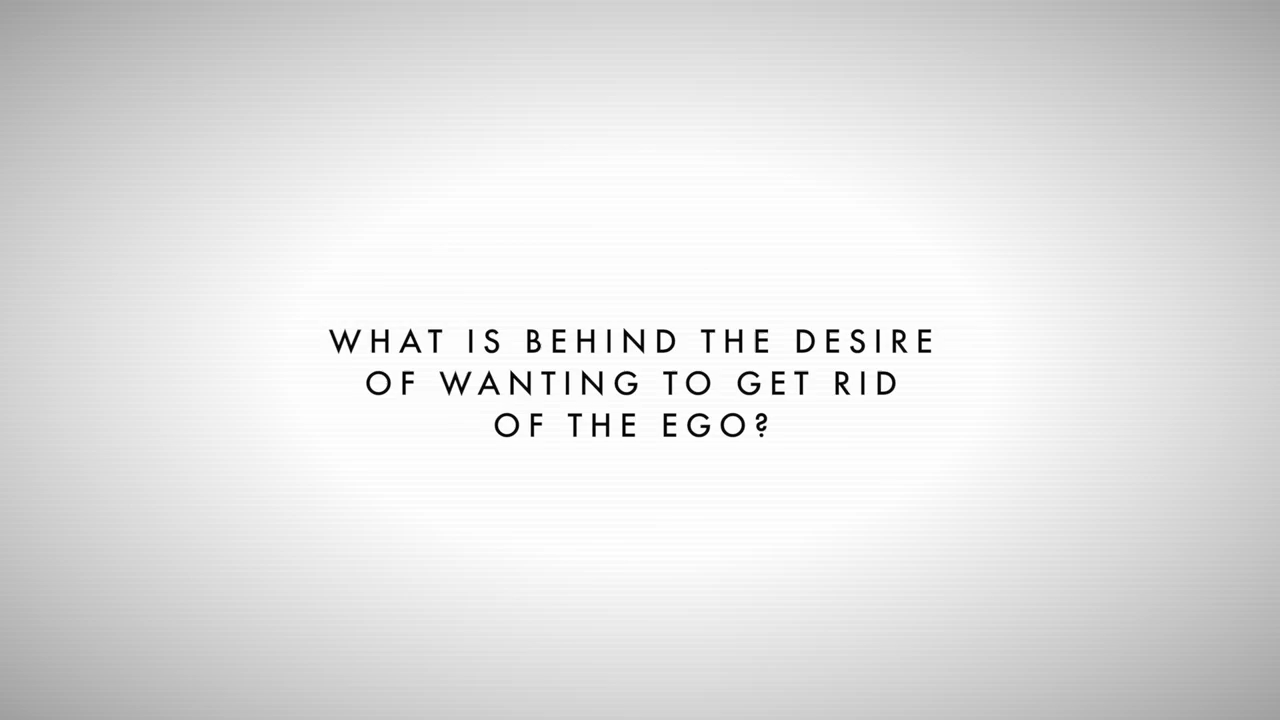 WHAT IS BEHIND THE DESIRE
OF WANTING TO GET RID
OF THE EGO?